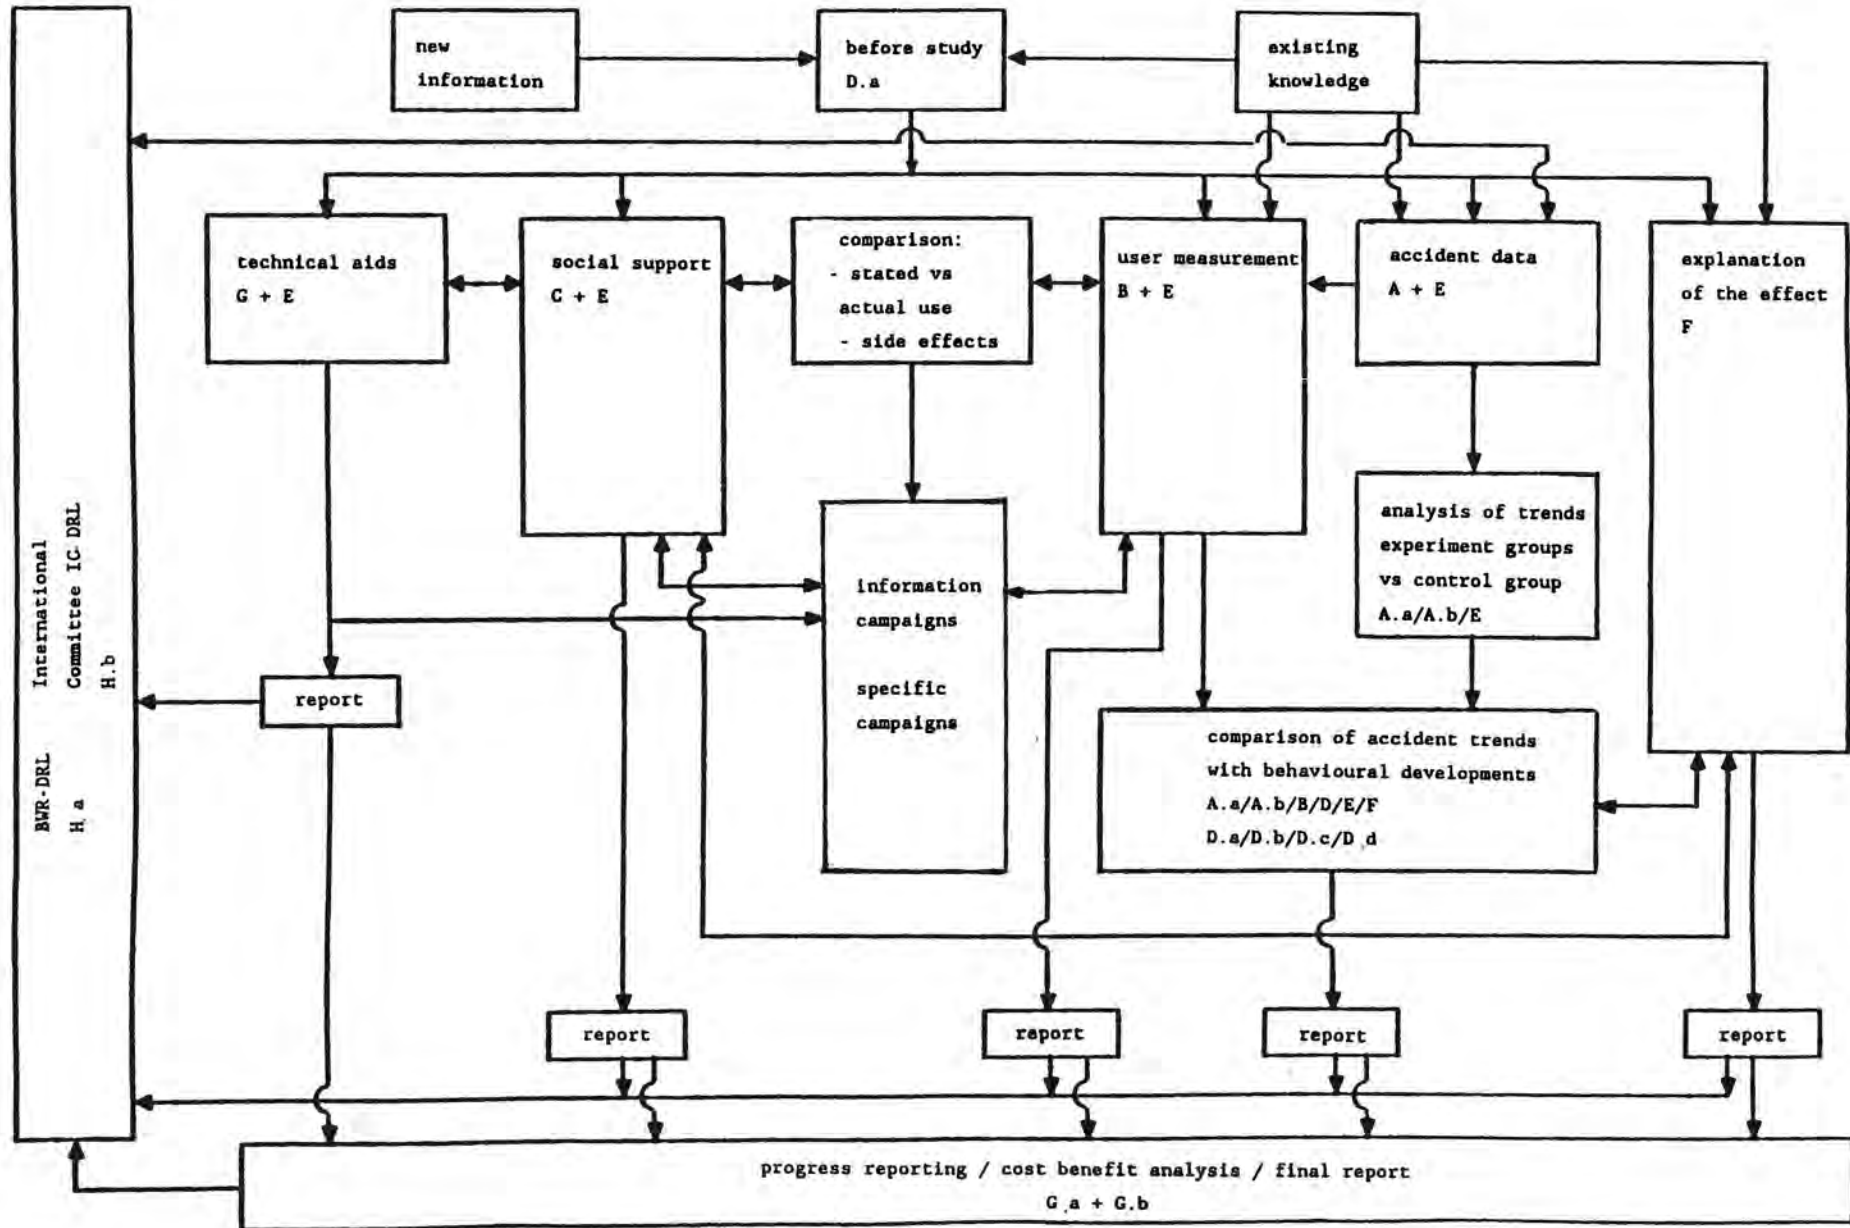 new
information
before study
D.a
existing
knowledge
technical aids
G + E
social support
C + E
comparison:
- stated vs
actual use
- side effects
user measurement
B + E
accident data
A + E
explanation
of the effect
F
analysis of trends
experiment groups
vs control group
A.a/A.b/E
information
campaigns
specific
campaigns
International
Committee IC DRL
H.b
BWR-DRL
H.a
report
comparison of accident trends
with behavioural developments
A.a/A.b/B/D/E/F
D.a/D.b/D.c/D.d
report
report
report
report
progress reporting / cost benefit analysis / final report
G.a + G.b